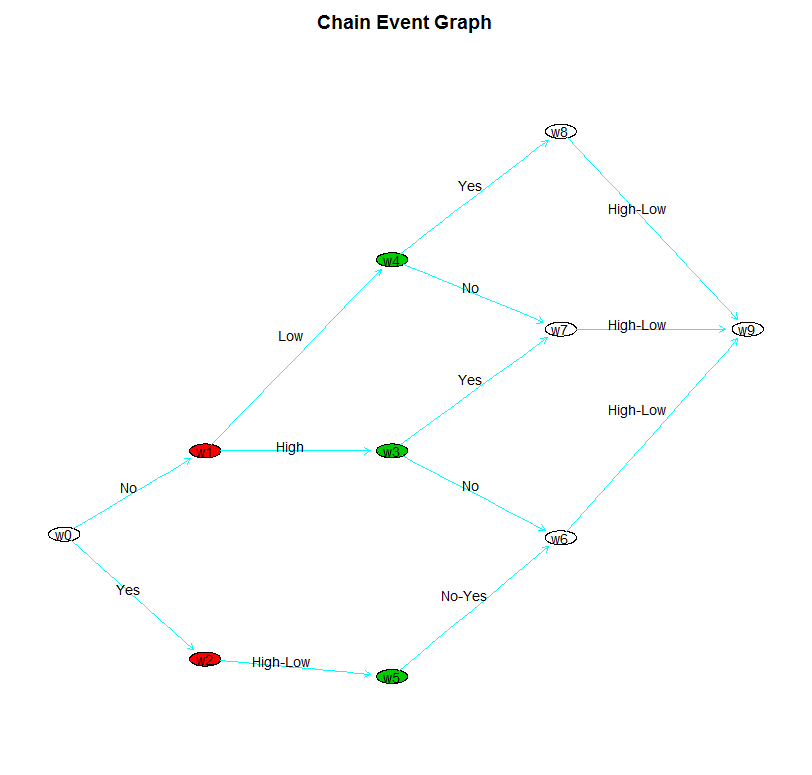 Chain Event Graph
w8
Yes
High-Low
w4
No
w7
High-Low
w9
Low
Yes
High-Low
w1
High
w3
No
No
w0
w6
Yes
No-Yes
w2
High-Low
w5